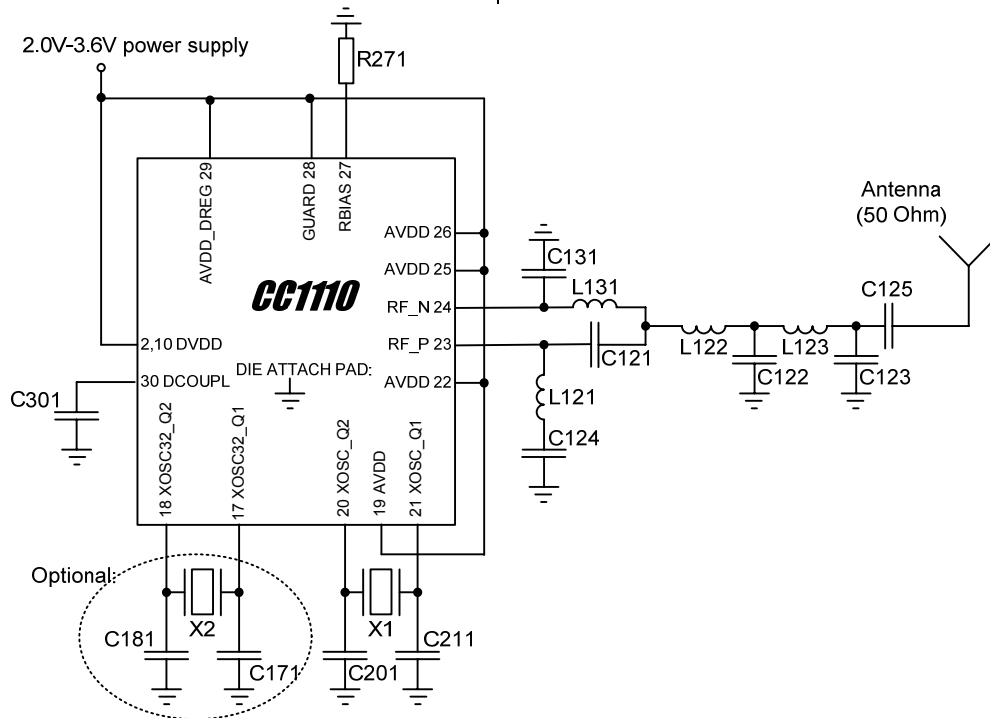 2.0V-3.6V power supply
R271
AVDD_DREG 29
GUARD 28
RBIAS 27
Antenna
(50 Ohm)
AVDD 26
C131
AVDD 25
L131
C125
CC1110
RF_N 24
2,10 DVDD
RF_P 23
C121
L122
L123
DIE ATTACH PAD:
C122
C123
30 DCOUPL
AVDD 22
L121
C301
C124
18 XOSC32_Q2
17 XOSC32_Q1
20 XOSC_Q2
19 AVDD
21 XOSC_Q1
Optional:
X2
X1
C181
C211
C171
C201